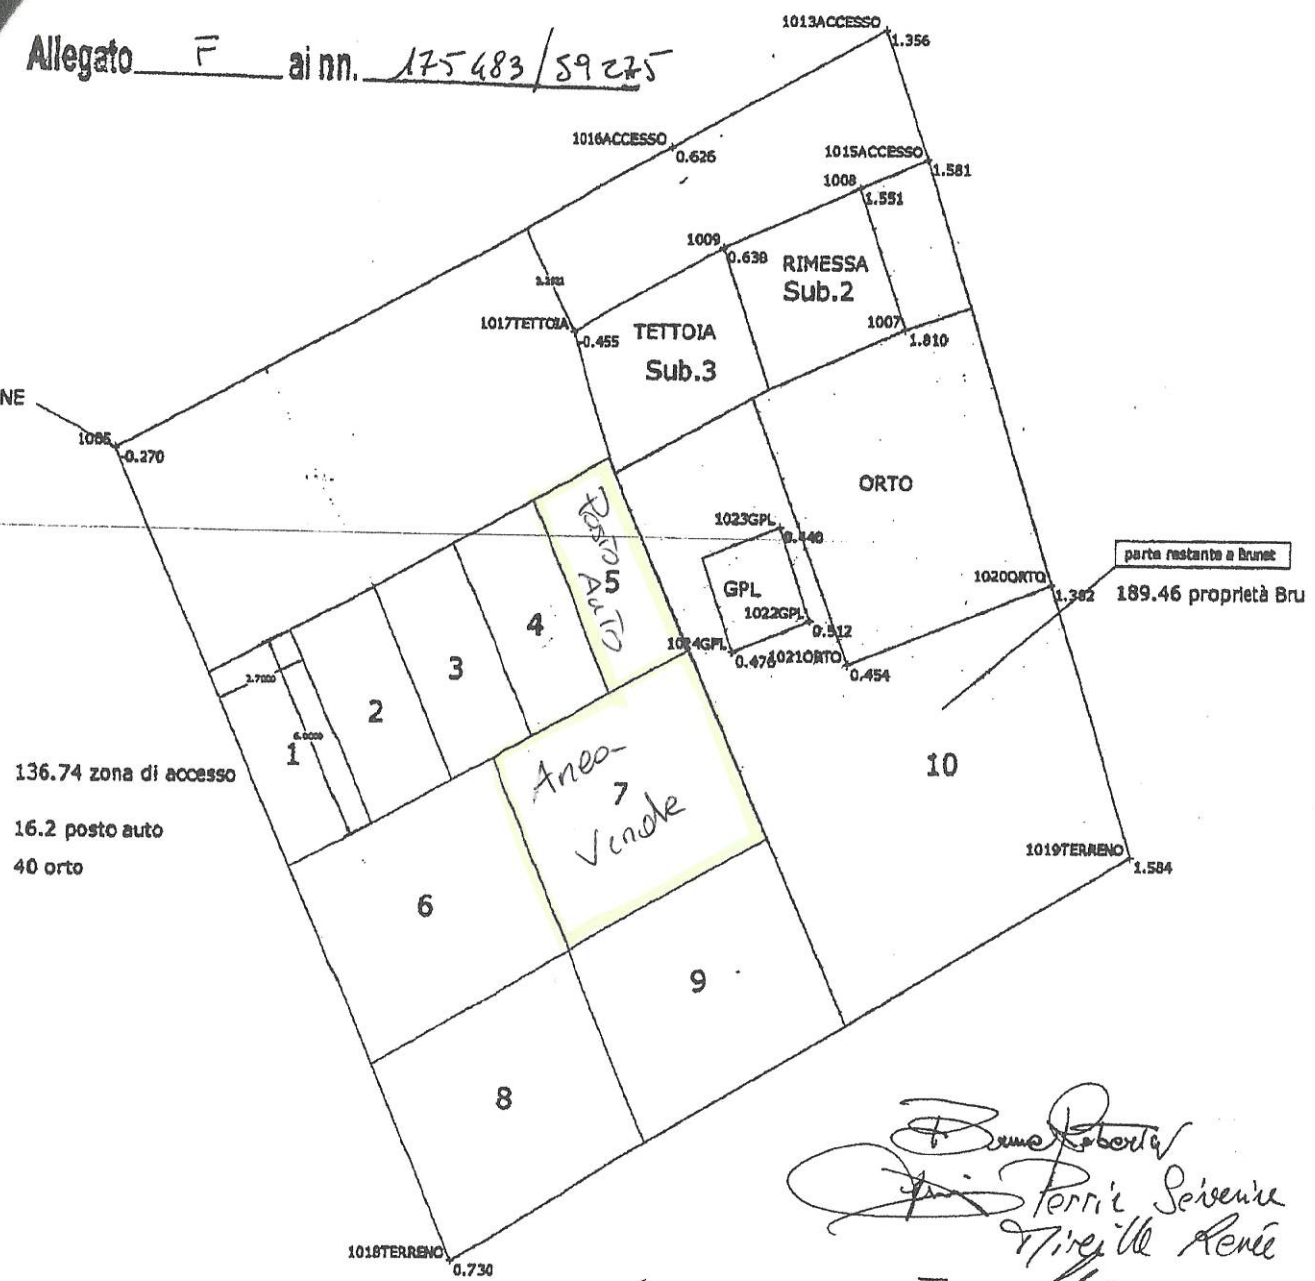 Allegato F ai nn. 175483/59275
1013ACCESSO
1.356
1016ACCESSO
0.626
1015ACCESSO
1.581
1008
1.551
1009
0.639
RIMESSA
Sub.2
1017TETTOIA
-0.455
TETTOIA
Sub.3
1007
1.810
NE
-0.270
ORTO
Posto
Auto
5
1023GPL
0.440
GPL
1022GPL
0.512
1024GPL
0.476
1021ORTO
0.454
1020ORTO
1.382
parte restante a Brunet
189.46 proprietà Bru
4
3
2
2.7000
6.0000
1
136.74 zona di accesso
16.2 posto auto
40 orto
Area
7
Verde
10
1019TERRENO
1.584
6
9
8
1018TERRENO
0.730
Roberta
Perrin Séverine
Mireille Renée